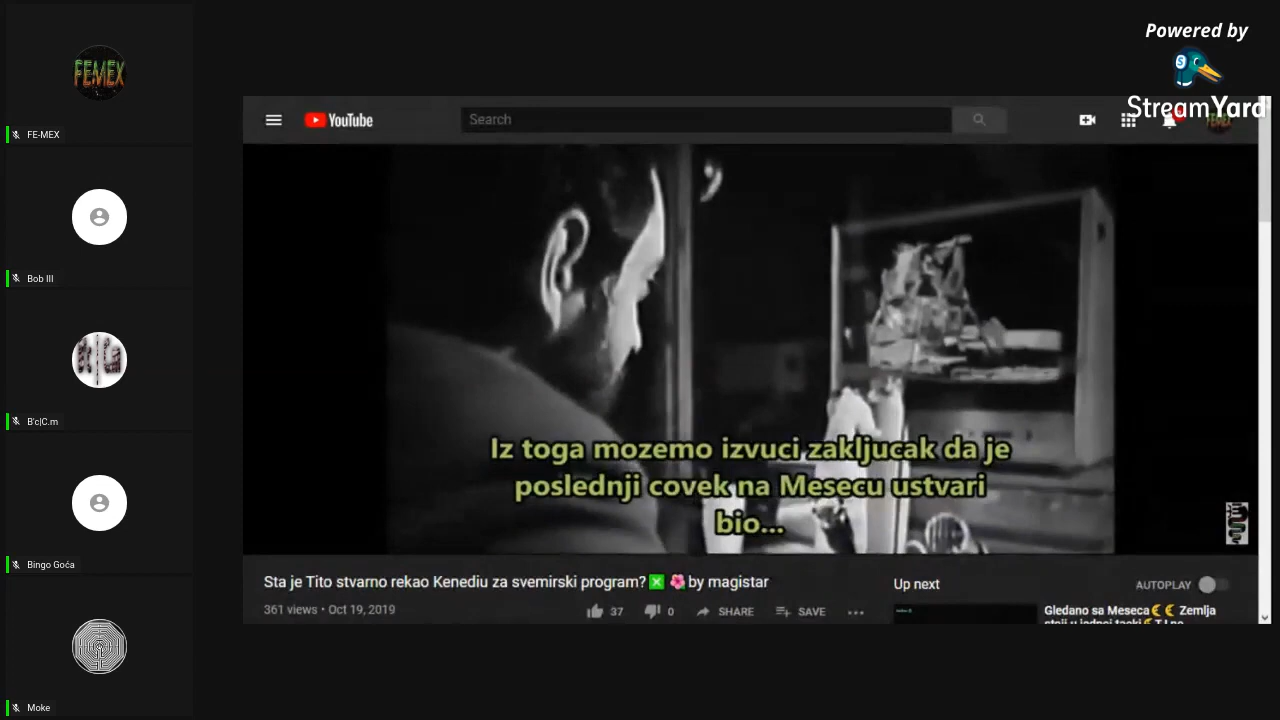 Powered by
StreamYard
FEMEX
FE-MEX
Bob III
B'c|C.m
Bingo Goća
Moke
YouTube
Search
Iz toga mozemo izvuci zakljucak da je
poslednji covek na Mesecu ustvari
bio...
Sta je Tito stvarno rekao Kenediu za svemirski program?❎ 🌺by magistar
361 views • Oct 19, 2019
37
0
SHARE
SAVE
Up next
AUTOPLAY
Gledano sa Meseca🌜🌜 Zemlja